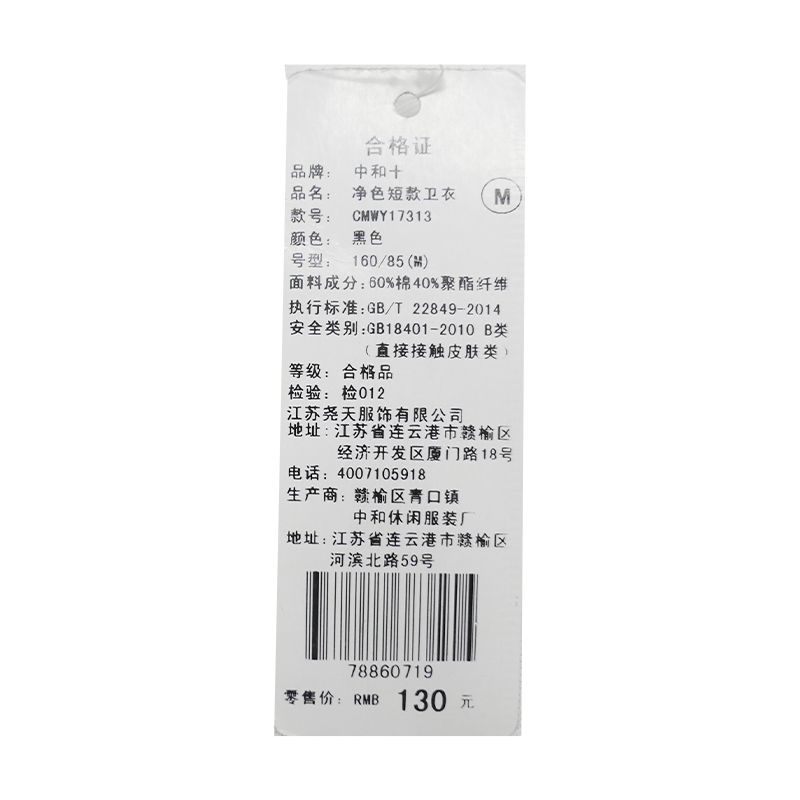 合格证
品牌: 中和十
品名: 净色短款卫衣
M
款号: CMWY17313
颜色: 黑色
号型: 160/85(M)
面料成分:60%棉40%聚酯纤维
执行标准:GB/T 22849-2014
安全类别:GB18401-2010 B类
(直接接触皮肤类)
等级: 合格品
检验: 检012
江苏尧天服饰有限公司
地址:江苏省连云港市赣榆区
经济开发区厦门路18号
电话: 4007105918
生产商: 赣榆区青口镇
中和休闲服装厂
地址:江苏省连云港市赣榆区
河滨北路59号
78860719
零售价: RMB 130 元